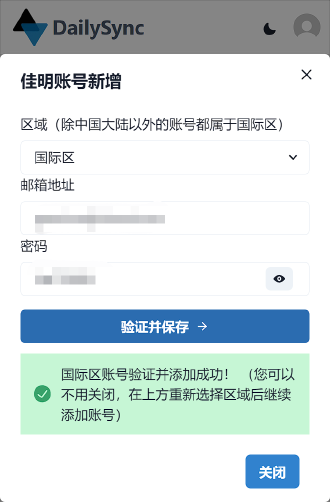 DailySync
佳明账号新增
区域（除中国大陆以外的账号都属于国际区）
国际区
邮箱地址
密码
验证并保存 →
国际区账号验证并添加成功！（您可以
不用关闭，在上方重新选择区域后继续
添加账号）
关闭